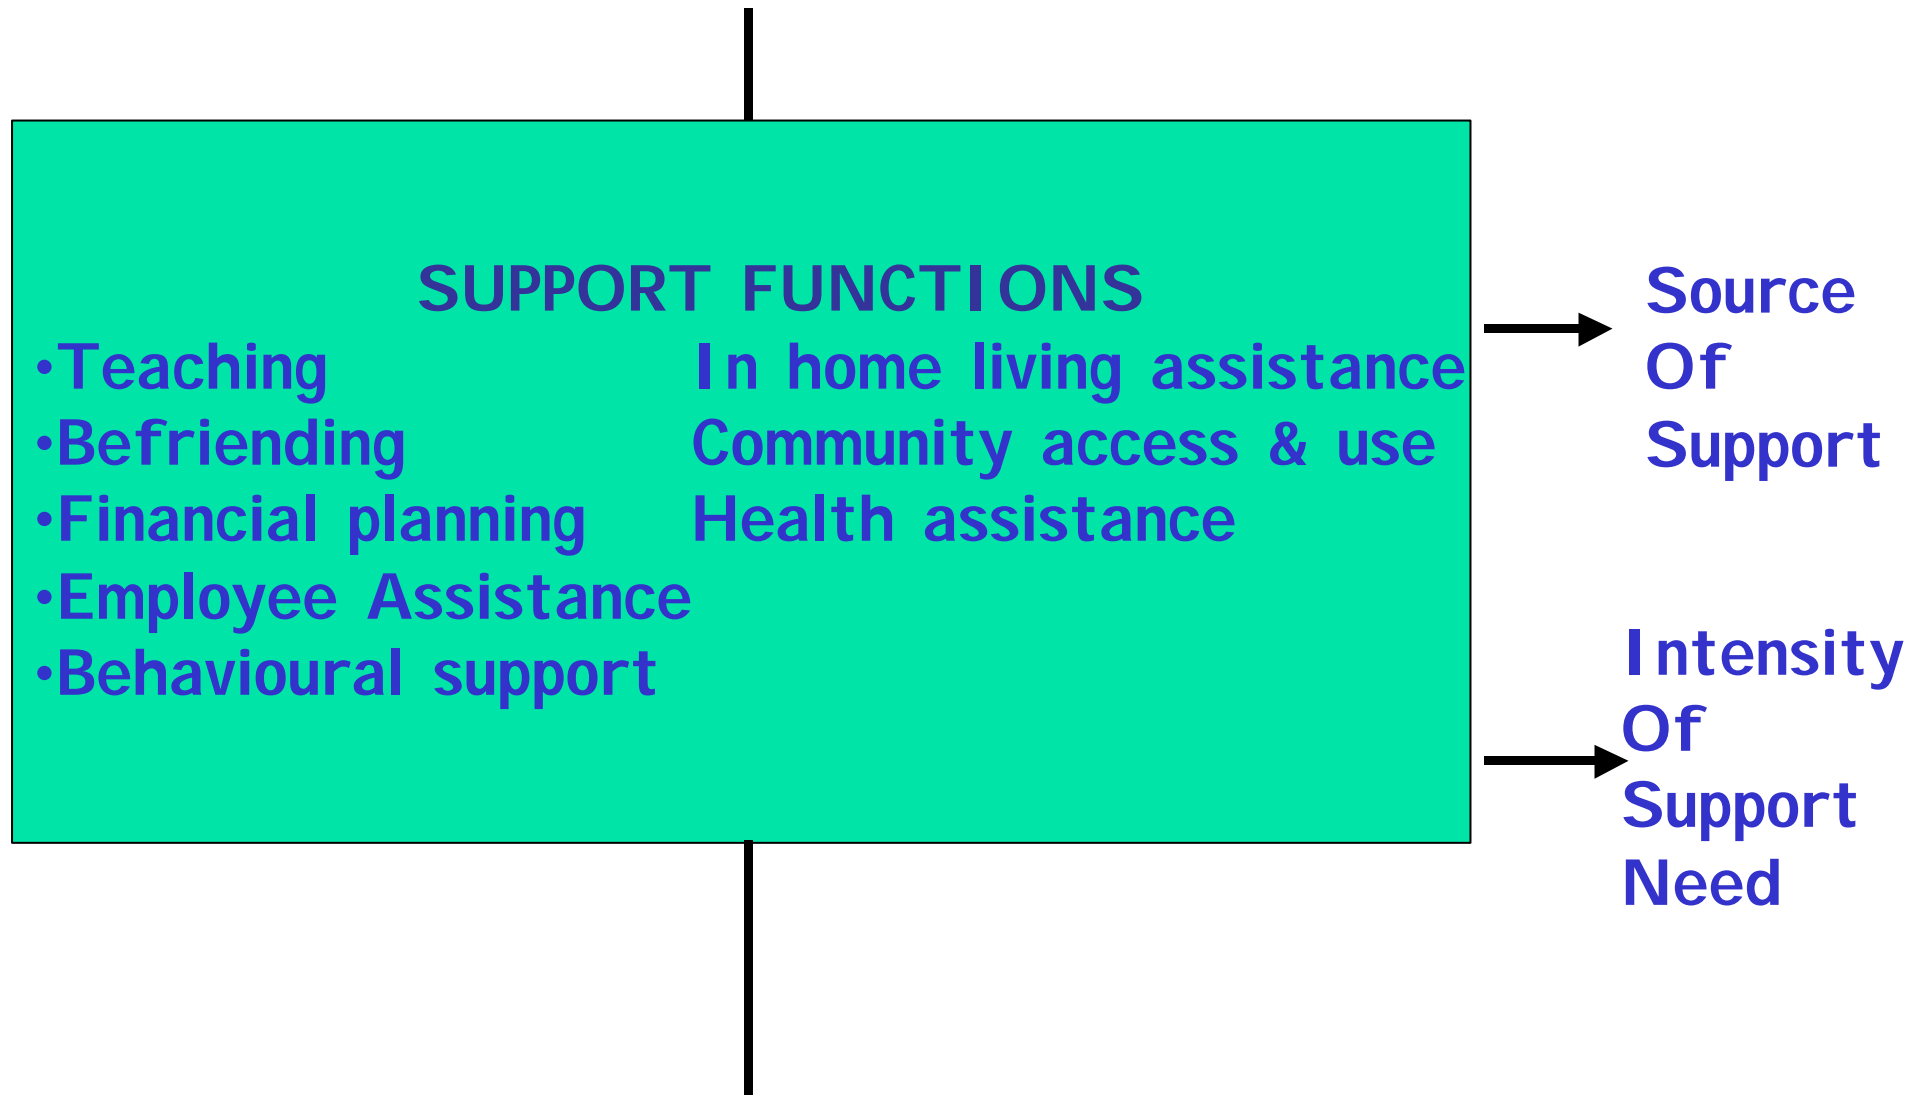 SUPPORT FUNCTIONS
•Teaching In home living assistance
•Befriending Community access & use
•Financial planning Health assistance
•Employee Assistance
•Behavioural support
Source
Of
Support
Intensity
Of
Support
Need